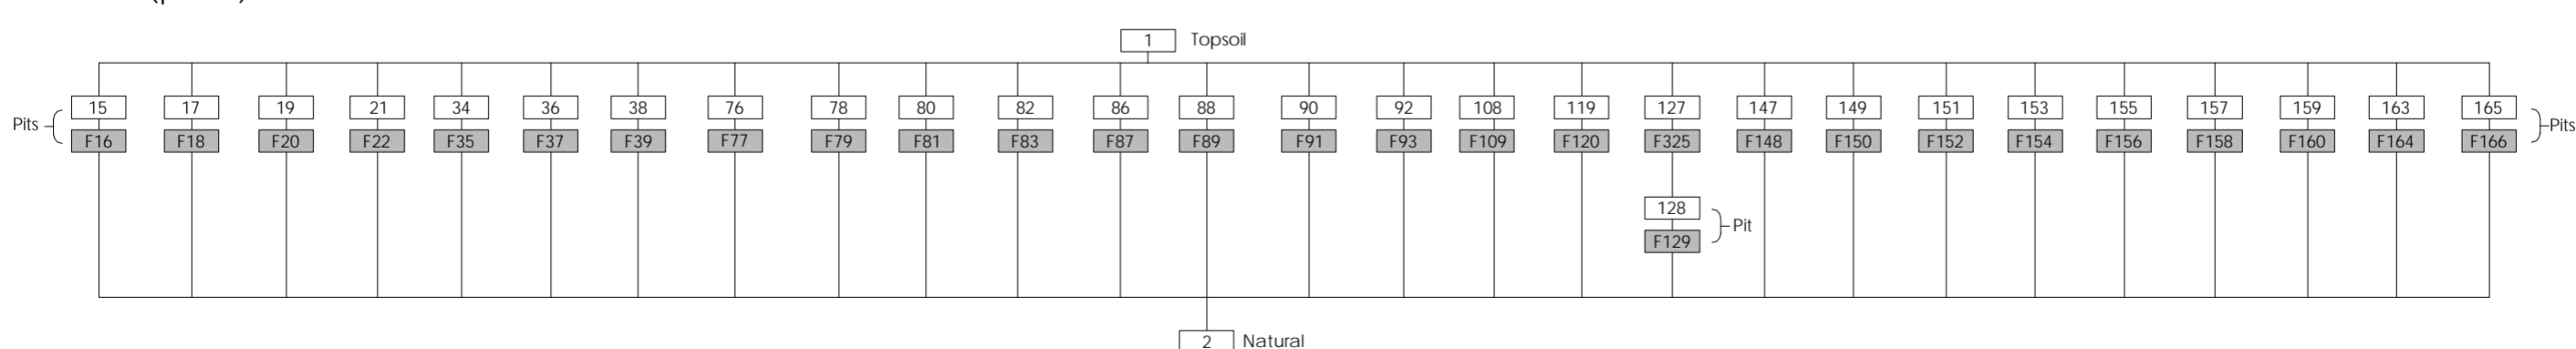 1 Topsoil
15 17 19 21 34 36 38 76 78 80 82 86 88 90 92 108 119 127 147 149 151 153 155 157 159 163 165
Pits Pits
F16 F18 F20 F22 F35 F37 F39 F77 F79 F81 F83 F87 F89 F91 F93 F109 F120 F325 F148 F150 F152 F154 F156 F158 F160 F164 F166
128
Pit
F129
2 Natural